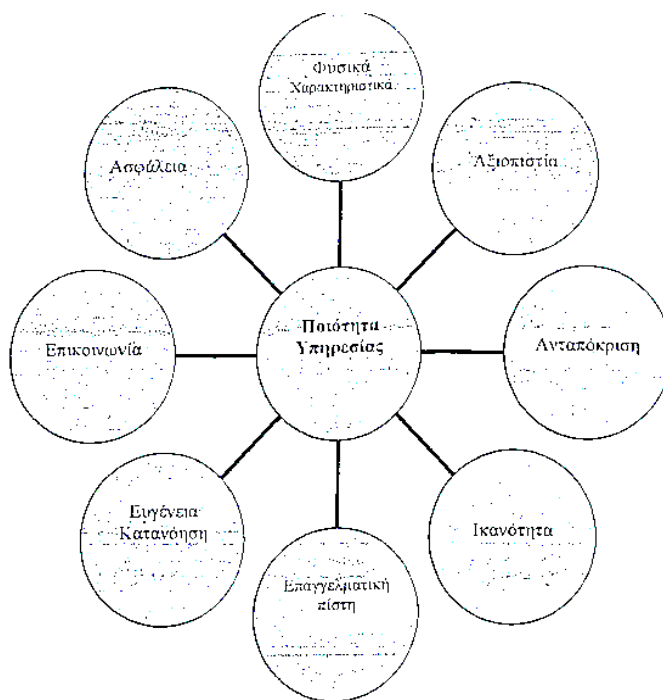 Φυσικά
Χαρακτηριστικά
Ασφάλεια
Αξιοπιστία
Ποιότητα
Υπηρεσίας
Επικοινωνία
Ανταπόκριση
Ευγένεια
Κατανόηση
Ικανότητα
Επαγγελματική
πίστη